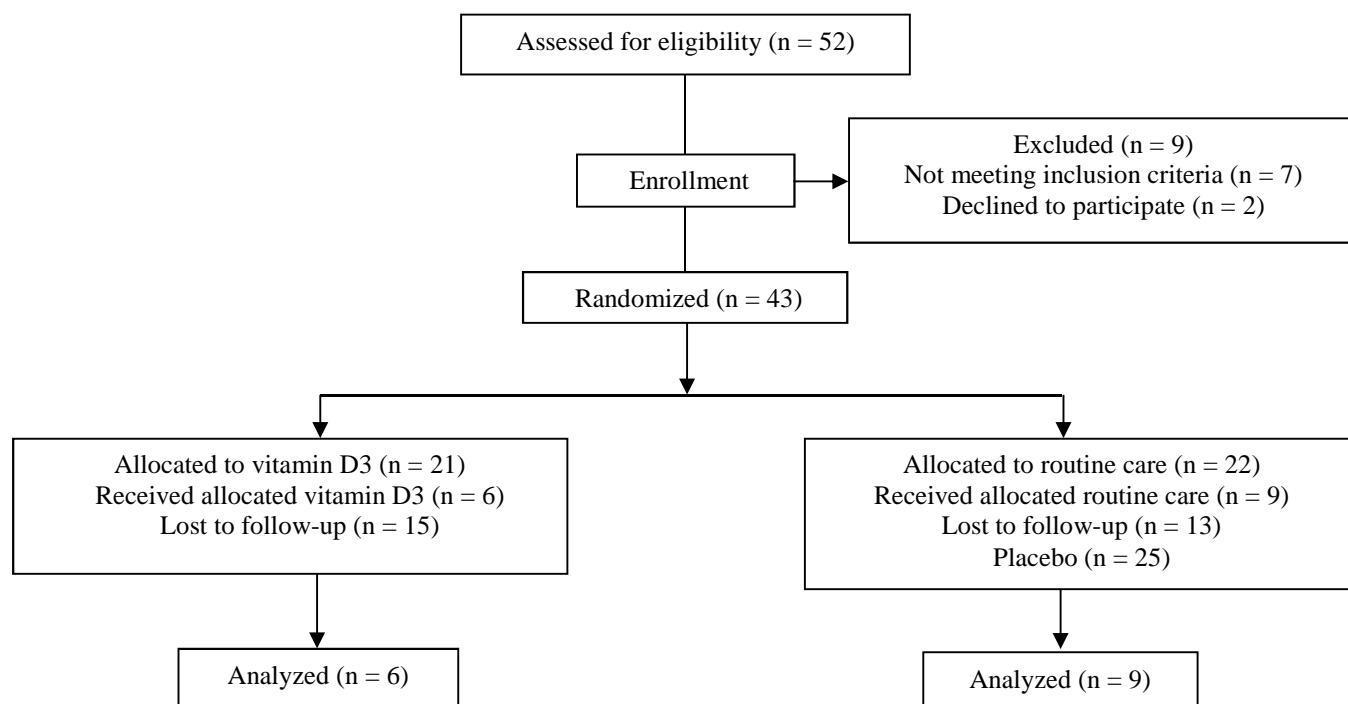 Assessed for eligibility (n = 52)
Excluded (n = 9)
Not meeting inclusion criteria (n = 7)
Declined to participate (n = 2)
Enrollment
Randomized (n = 43)
Allocated to vitamin D3 (n = 21)
Received allocated vitamin D3 (n = 6)
Lost to follow-up (n = 15)
Allocated to routine care (n = 22)
Received allocated routine care (n = 9)
Lost to follow-up (n = 13)
Placebo (n = 25)
Analyzed (n = 6)
Analyzed (n = 9)